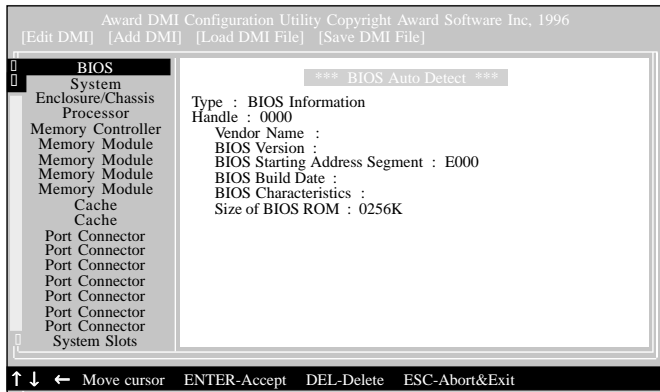 Award DMI Configuration Utility Copyright Award Software Inc, 1996
[Edit DMI] [Add DMI] [Load DMI File] [Save DMI File]
BIOS
System
Enclosure/Chassis
Processor
Memory Controller
Memory Module
Memory Module
Memory Module
Memory Module
Cache
Cache
Port Connector
Port Connector
Port Connector
Port Connector
Port Connector
Port Connector
Port Connector
System Slots
*** BIOS Auto Detect ***
Type : BIOS Information
Handle : 0000
Vendor Name :
BIOS Version :
BIOS Starting Address Segment : E000
BIOS Build Date :
BIOS Characteristics :
Size of BIOS ROM : 0256K
↑↓ ← Move cursor ENTER-Accept DEL-Delete ESC-Abort&Exit